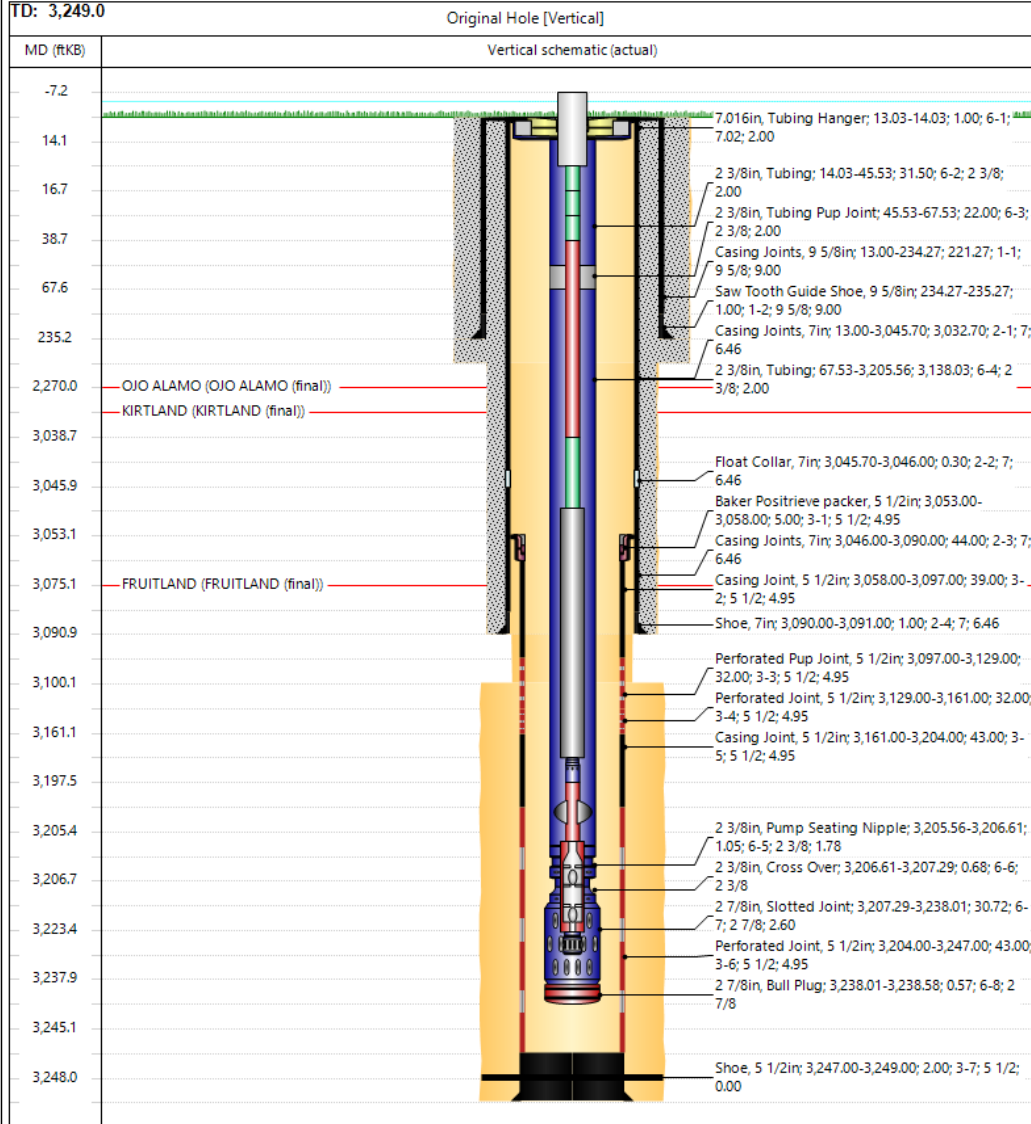 TD: 3,249.0
Original Hole [Vertical]
MD (ftKB)
Vertical schematic (actual)
-7.2
7.016in, Tubing Hanger; 13.03-14.03; 1.00; 6-1;
7.02; 2.00
14.1
2 3/8in, Tubing; 14.03-45.53; 31.50; 6-2; 2 3/8;
2.00
16.7
2 3/8in, Tubing Pup Joint; 45.53-67.53; 22.00; 6-3;
2 3/8; 2.00
38.7
Casing Joints, 9 5/8in; 13.00-234.27; 221.27; 1-1;
9 5/8; 9.00
67.6
Saw Tooth Guide Shoe, 9 5/8in; 234.27-235.27;
1.00; 1-2; 9 5/8; 9.00
Casing Joints, 7in; 13.00-3,045.70; 3,032.70; 2-1; 7;
6.46
235.2
2 3/8in, Tubing; 67.53-3,205.56; 3,138.03; 6-4; 2
3/8; 2.00
2,270.0
OJO ALAMO (OJO ALAMO (final))
KIRTLAND (KIRTLAND (final))
3,038.7
Float Collar, 7in; 3,045.70-3,046.00; 0.30; 2-2; 7;
6.46
3,045.9
Baker Positrieve packer, 5 1/2in; 3,053.00-
3,058.00; 5.00; 3-1; 5 1/2; 4.95
3,053.1
Casing Joints, 7in; 3,046.00-3,090.00; 44.00; 2-3; 7;
6.46
3,075.1
FRUITLAND (FRUITLAND (final))
Casing Joint, 5 1/2in; 3,058.00-3,097.00; 39.00; 3-
2; 5 1/2; 4.95
Shoe, 7in; 3,090.00-3,091.00; 1.00; 2-4; 7; 6.46
3,090.9
Perforated Pup Joint, 5 1/2in; 3,097.00-3,129.00;
32.00; 3-3; 5 1/2; 4.95
3,100.1
Perforated Joint, 5 1/2in; 3,129.00-3,161.00; 32.00;
3-4; 5 1/2; 4.95
3,161.1
Casing Joint, 5 1/2in; 3,161.00-3,204.00; 43.00; 3-
5; 5 1/2; 4.95
3,197.5
3,205.4
2 3/8in, Pump Seating Nipple; 3,205.56-3,206.61;
1.05; 6-5; 2 3/8; 1.78
3,206.7
2 3/8in, Cross Over; 3,206.61-3,207.29; 0.68; 6-6;
2 3/8
2 7/8in, Slotted Joint; 3,207.29-3,238.01; 30.72; 6-
7; 2 7/8; 2.60
3,223.4
Perforated Joint, 5 1/2in; 3,204.00-3,247.00; 43.00;
3-6; 5 1/2; 4.95
3,237.9
2 7/8in, Bull Plug; 3,238.01-3,238.58; 0.57; 6-8; 2
7/8
3,245.1
Shoe, 5 1/2in; 3,247.00-3,249.00; 2.00; 3-7; 5 1/2;
0.00
3,248.0